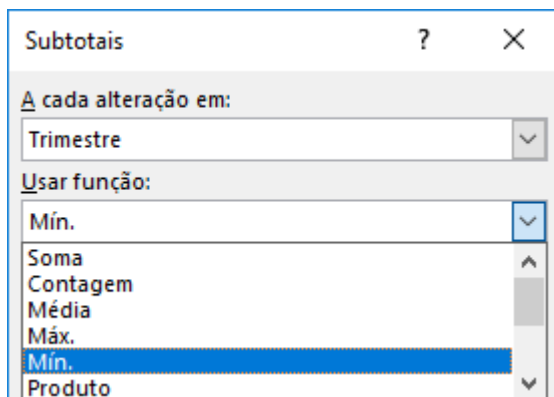 Subtotais ?
A cada alteração em:
Trimestre
Usar função:
Mín.
Soma
Contagem
Média
Máx.
Mín.
Produto